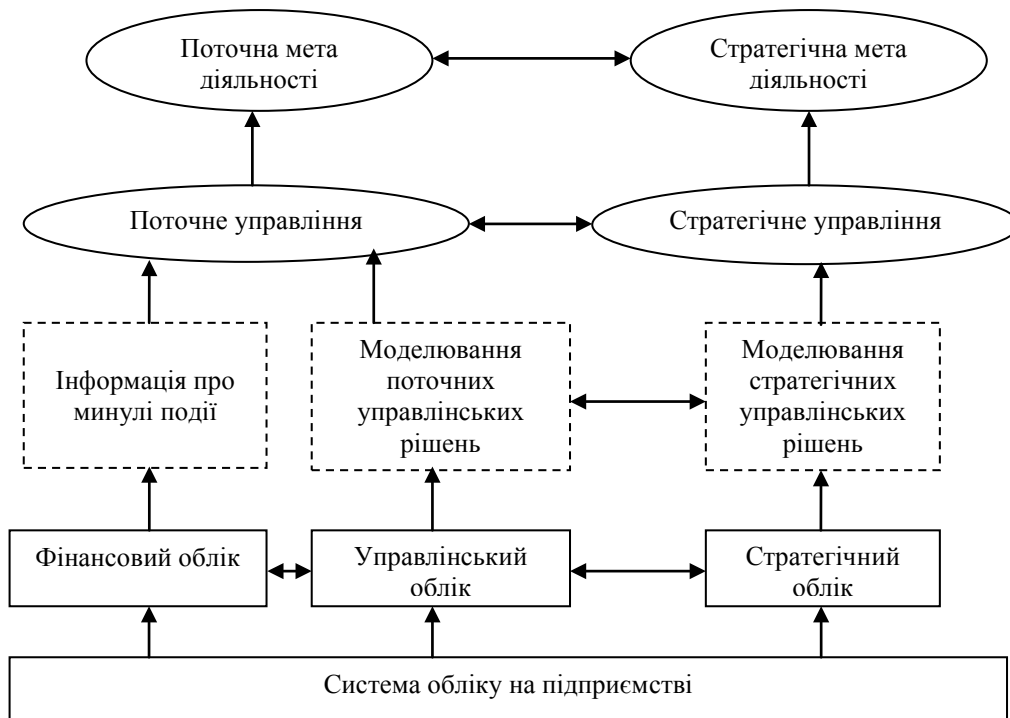 Поточна мета
діяльності
Стратегічна мета
діяльності
Поточне управління
Стратегічне управління
Інформація про
минулі події
Моделювання
поточних
управлінських
рішень
Моделювання
стратегічних
управлінських
рішень
Фінансовий облік
Управлінський
облік
Стратегічний
облік
Система обліку на підприємстві